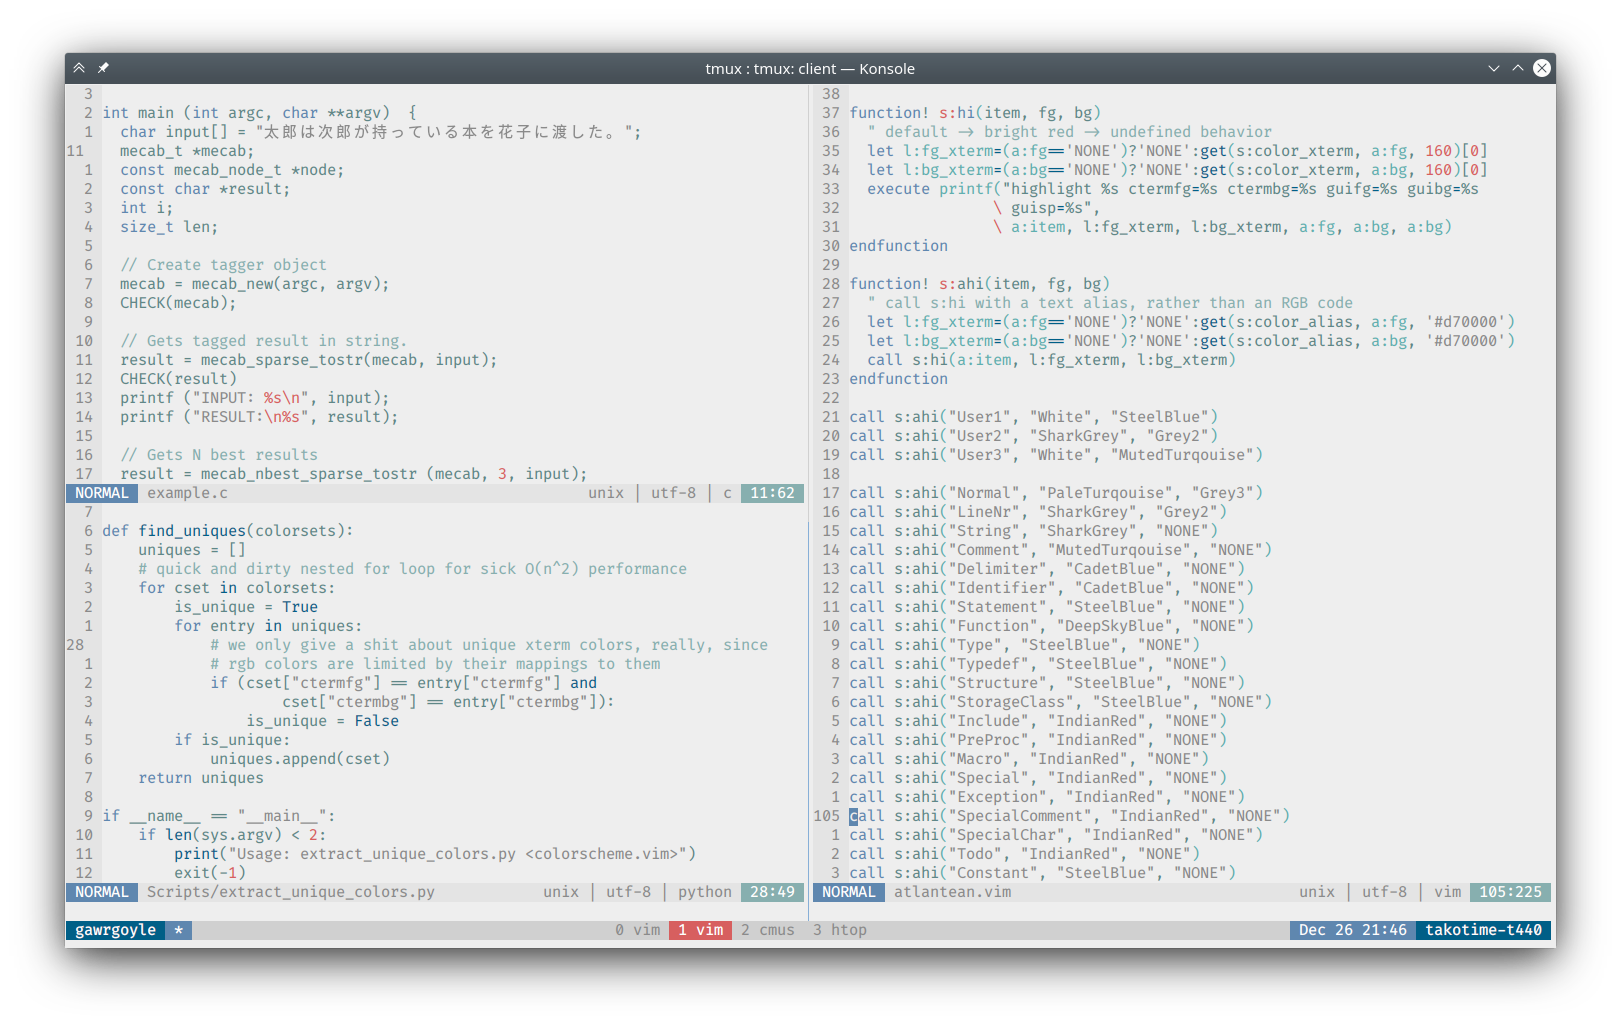 tmux : tmux: client — Konsole
3
2 int main (int argc, char **argv)  {
1   char input[] = "太郎は次郎が持っている本を花子に渡した。";
11    mecab_t *mecab;
1   const mecab_node_t *node;
2   const char *result;
3   int i;
4   size_t len;
5
6   // Create tagger object
7   mecab = mecab_new(argc, argv);
8   CHECK(mecab);
9
10   // Gets tagged result in string.
11   result = mecab_sparse_tostr(mecab, input);
12   CHECK(result)
13   printf ("INPUT: %s\n", input);
14   printf ("RESULT:\n%s", result);
15
16   // Gets N best results
17   result = mecab_nbest_sparse_tostr (mecab, 3, input);
NORMAL example.c unix | utf-8 | c 11:62
7
6 def find_uniques(colorsets):
5     uniques = []
4     # quick and dirty nested for loop for sick O(n^2) performance
3     for cset in colorsets:
2         is_unique = True
1         for entry in uniques:
28             # we only give a shit about unique xterm colors, really, since
1             # rgb colors are limited by their mappings to them
2             if (cset["ctermfg"] == entry["ctermfg"] and
3                     cset["ctermbg"] == entry["ctermbg"]):
4                 is_unique = False
5         if is_unique:
6             uniques.append(cset)
7     return uniques
8
9 if __name__ == "__main__":
10     if len(sys.argv) < 2:
11         print("Usage: extract_unique_colors.py <colorscheme.vim>")
12         exit(-1)
NORMAL Scripts/extract_unique_colors.py unix | utf-8 | python 28:49
38
37 function! s:hi(item, fg, bg)
36   " default -> bright red -> undefined behavior
35   let l:fg_xterm=(a:fg=='NONE')?'NONE':get(s:color_xterm, a:fg, 160)[0]
34   let l:bg_xterm=(a:bg=='NONE')?'NONE':get(s:color_xterm, a:bg, 160)[0]
33   execute printf("highlight %s ctermfg=%s ctermbg=%s guifg=%s guibg=%s
32                 \ guisp=%s",
31                 \ a:item, l:fg_xterm, l:bg_xterm, a:fg, a:bg, a:bg)
30 endfunction
29
28 function! s:ahi(item, fg, bg)
27   " call s:hi with a text alias, rather than an RGB code
26   let l:fg_xterm=(a:fg=='NONE')?'NONE':get(s:color_alias, a:fg, '#d70000')
25   let l:bg_xterm=(a:bg=='NONE')?'NONE':get(s:color_alias, a:bg, '#d70000')
24   call s:hi(a:item, l:fg_xterm, l:bg_xterm)
23 endfunction
22
21 call s:ahi("User1", "White", "SteelBlue")
20 call s:ahi("User2", "SharkGrey", "Grey2")
19 call s:ahi("User3", "White", "MutedTurqouise")
18
17 call s:ahi("Normal", "PaleTurqouise", "Grey3")
16 call s:ahi("LineNr", "SharkGrey", "Grey2")
15 call s:ahi("String", "SharkGrey", "NONE")
14 call s:ahi("Comment", "MutedTurqouise", "NONE")
13 call s:ahi("Delimiter", "CadetBlue", "NONE")
12 call s:ahi("Identifier", "CadetBlue", "NONE")
11 call s:ahi("Statement", "SteelBlue", "NONE")
10 call s:ahi("Function", "DeepSkyBlue", "NONE")
9 call s:ahi("Type", "SteelBlue", "NONE")
8 call s:ahi("Typedef", "SteelBlue", "NONE")
7 call s:ahi("Structure", "SteelBlue", "NONE")
6 call s:ahi("StorageClass", "SteelBlue", "NONE")
5 call s:ahi("Include", "IndianRed", "NONE")
4 call s:ahi("PreProc", "IndianRed", "NONE")
3 call s:ahi("Macro", "IndianRed", "NONE")
2 call s:ahi("Special", "IndianRed", "NONE")
1 call s:ahi("Exception", "IndianRed", "NONE")
105 call s:ahi("SpecialComment", "IndianRed", "NONE")
1 call s:ahi("SpecialChar", "IndianRed", "NONE")
2 call s:ahi("Todo", "IndianRed", "NONE")
3 call s:ahi("Constant", "SteelBlue", "NONE")
NORMAL atlantean.vim unix | utf-8 | vim 105:225
gawrgoyle * 0 vim 1 vim 2 cmus 3 htop Dec 26 21:46 takotime-t440